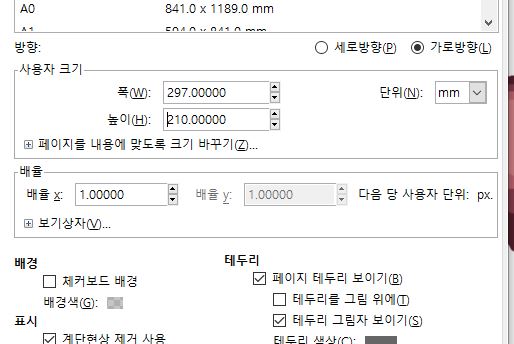 A0 841.0 x 1189.0 mm
A1 594.0 x 841.0 mm
방향: 세로방향(P) 가로방향(L)
사용자 크기
폭(W): 297.00000 단위(N): mm
높이(H): 210.00000
페이지를 내용에 맞도록 크기 바꾸기(Z)...
배율
배율 x: 1.00000 배율 y: 1.00000 다음 당 사용자 단위: px.
보기상자(V)...
배경 테두리
체커보드 배경 페이지 테두리 보이기(B)
배경색(G): 테두리를 그림 위에(T)
표시 테두리 그림자 보이기(S)
계단현상 제거 사용 테두리 색상(C):